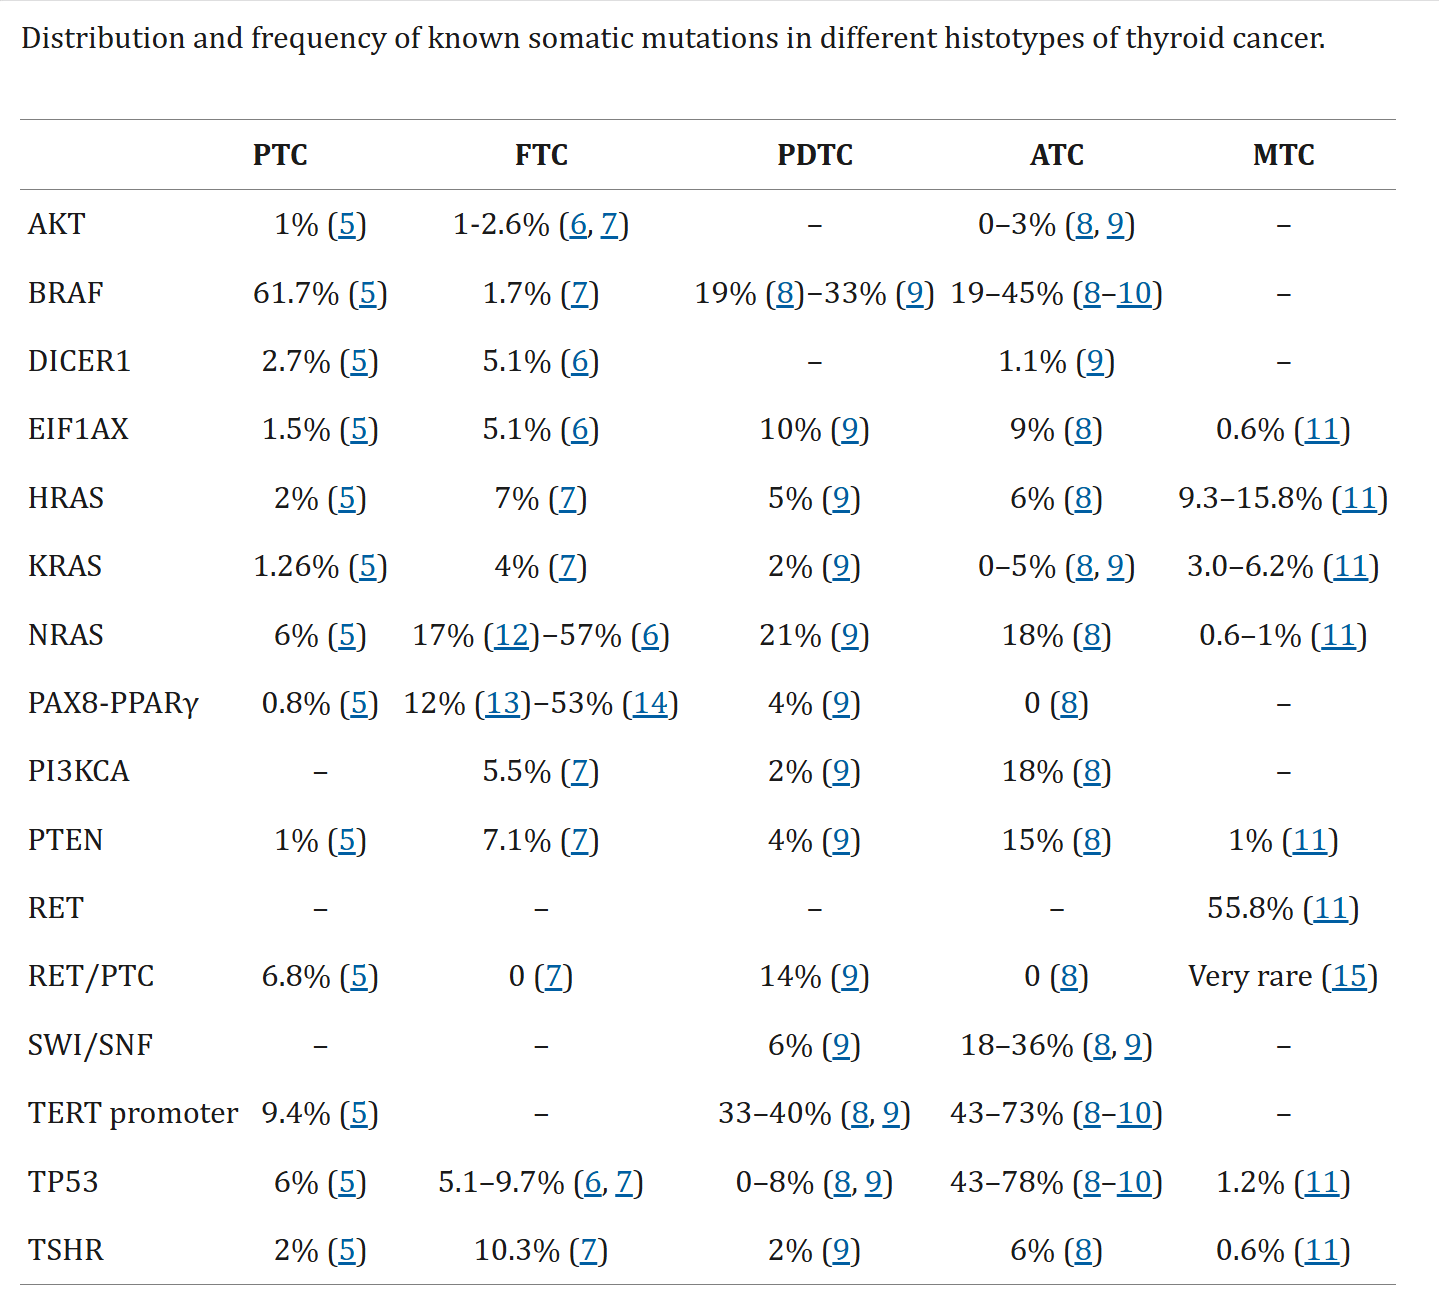 Distribution and frequency of known somatic mutations in different histotypes of thyroid cancer.
PTC FTC PDTC ATC MTC
AKT 1% (5) 1-2.6% (6, 7) – 0–3% (8, 9) –
BRAF 61.7% (5) 1.7% (7) 19% (8)–33% (9) 19–45% (8–10) –
DICER1 2.7% (5) 5.1% (6) – 1.1% (9) –
EIF1AX 1.5% (5) 5.1% (6) 10% (9) 9% (8) 0.6% (11)
HRAS 2% (5) 7% (7) 5% (9) 6% (8) 9.3–15.8% (11)
KRAS 1.26% (5) 4% (7) 2% (9) 0–5% (8, 9) 3.0–6.2% (11)
NRAS 6% (5) 17% (12)–57% (6) 21% (9) 18% (8) 0.6–1% (11)
PAX8-PPARγ 0.8% (5) 12% (13)–53% (14) 4% (9) 0 (8) –
PI3KCA – 5.5% (7) 2% (9) 18% (8) –
PTEN 1% (5) 7.1% (7) 4% (9) 15% (8) 1% (11)
RET – – – – 55.8% (11)
RET/PTC 6.8% (5) 0 (7) 14% (9) 0 (8) Very rare (15)
SWI/SNF – – 6% (9) 18–36% (8, 9) –
TERT promoter 9.4% (5) – 33–40% (8, 9) 43–73% (8–10) –
TP53 6% (5) 5.1–9.7% (6, 7) 0–8% (8, 9) 43–78% (8–10) 1.2% (11)
TSHR 2% (5) 10.3% (7) 2% (9) 6% (8) 0.6% (11)